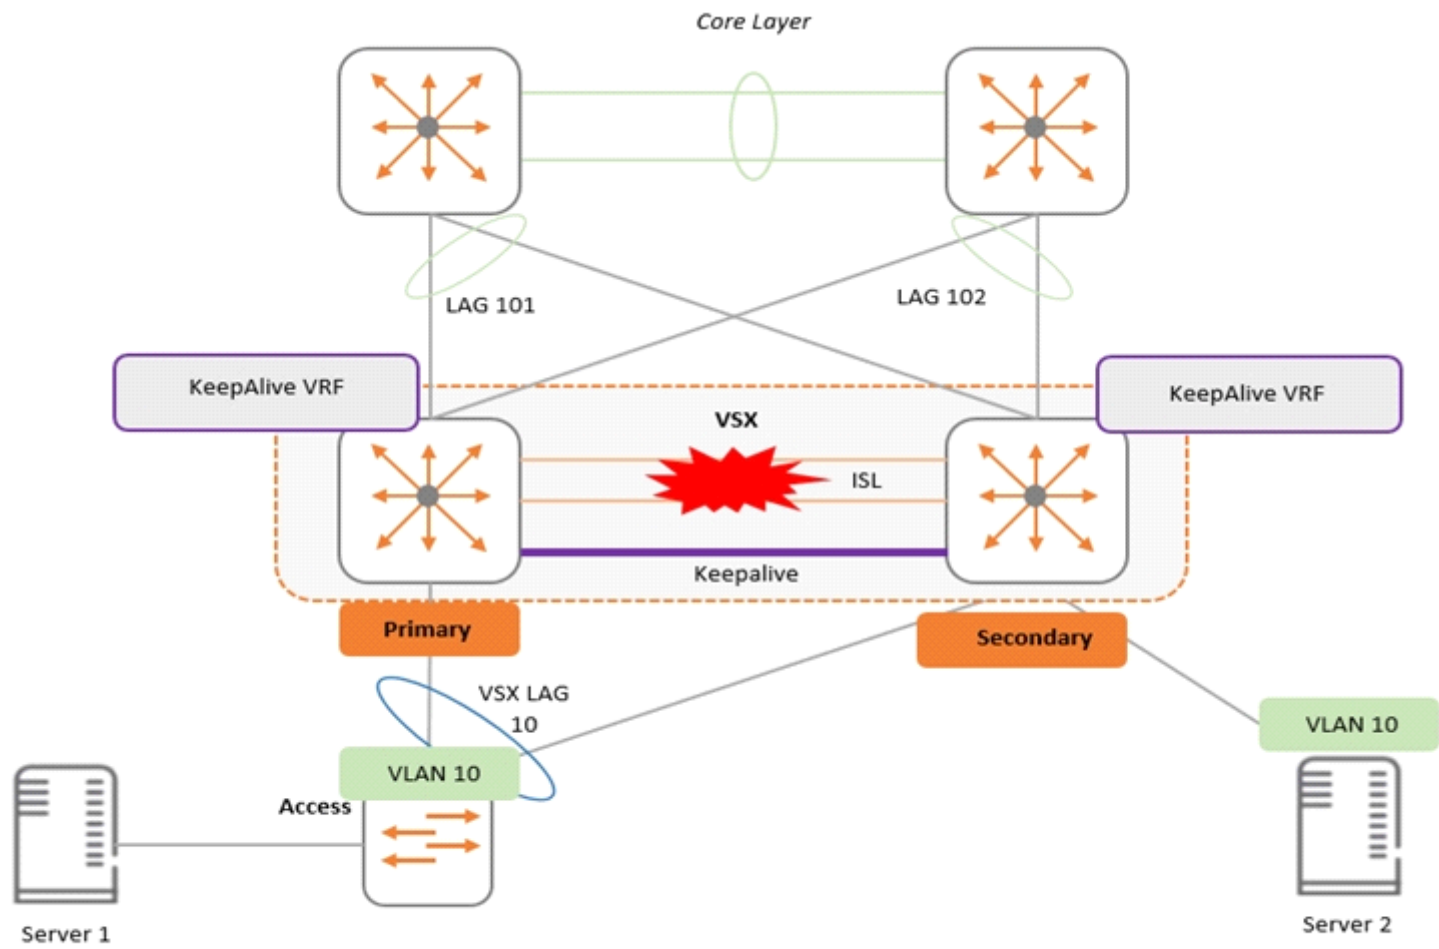 Core Layer
LAG 101
LAG 102
KeepAlive VRF
KeepAlive VRF
VSX
ISL
Keepalive
Primary
Secondary
VSX LAG
10
VLAN 10
VLAN 10
Access
Server 1
Server 2